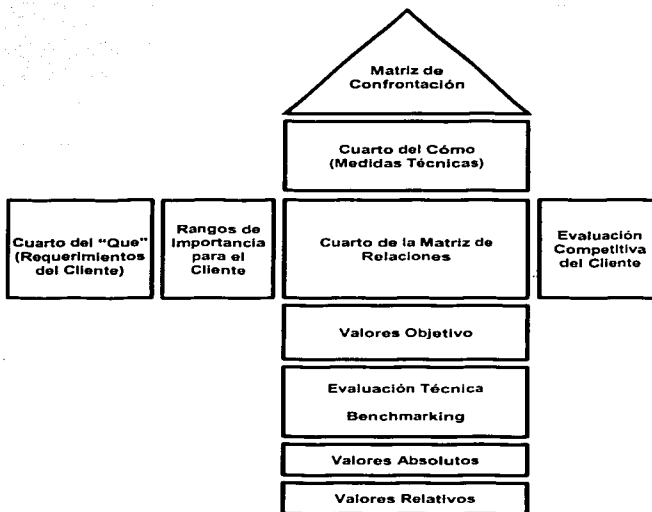 Matriz de
Confrontación
Cuarto del Cómo
(Medidas Técnicas)
Cuarto del "Que"
(Requerimientos
del Cliente)
Rangos de
Importancia
para el
Cliente
Cuarto de la Matriz de
Relaciones
Evaluación
Competitiva
del Cliente
Valores Objetivo
Evaluación Técnica
Benchmarking
Valores Absolutos
Valores Relativos